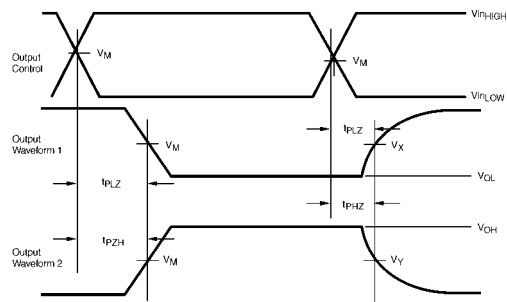 VinHIGH
Output
Control
VM
VM
VinLOW
Output
Waveform 1
VM
tPLZ
VX
tPLZ
VOL
tPHZ
tPZH
VOH
Output
Waveform 2
VM
VY